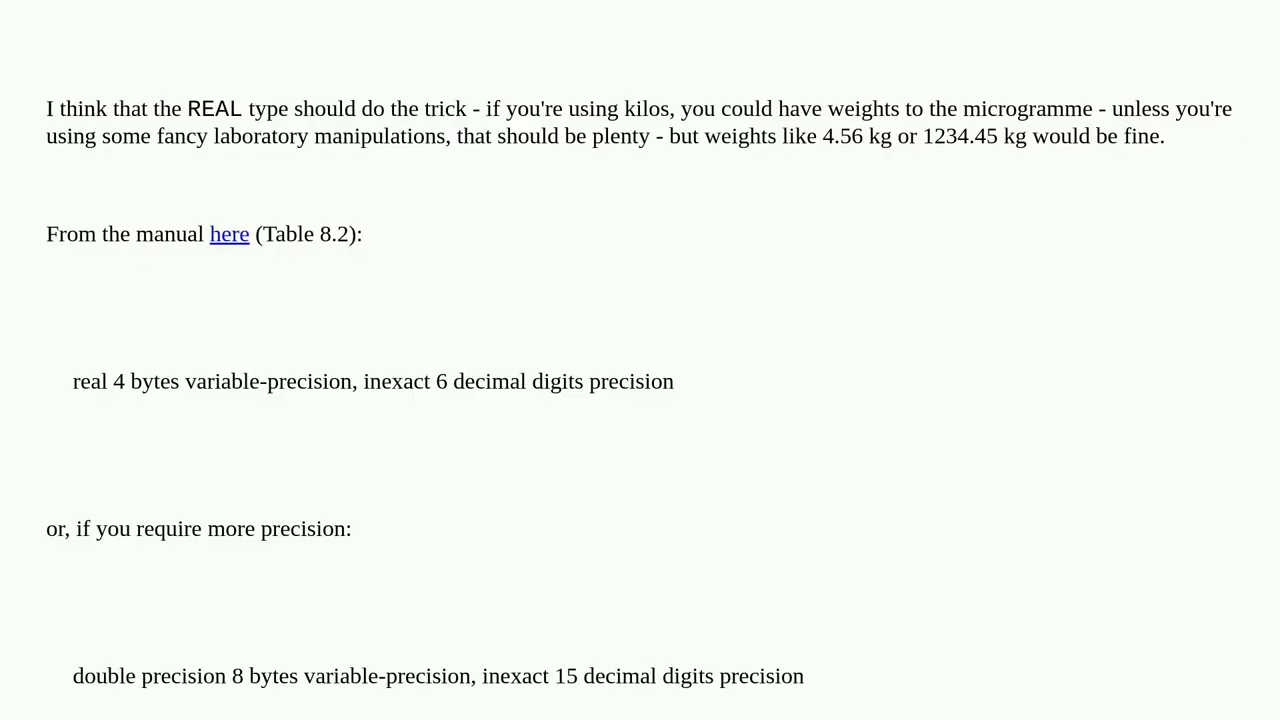 I think that the REAL type should do the trick - if you're using kilos, you could have weights to the microgramme - unless you're
using some fancy laboratory manipulations, that should be plenty - but weights like 4.56 kg or 1234.45 kg would be fine.
From the manual here (Table 8.2):
real 4 bytes variable-precision, inexact 6 decimal digits precision
or, if you require more precision:
double precision 8 bytes variable-precision, inexact 15 decimal digits precision